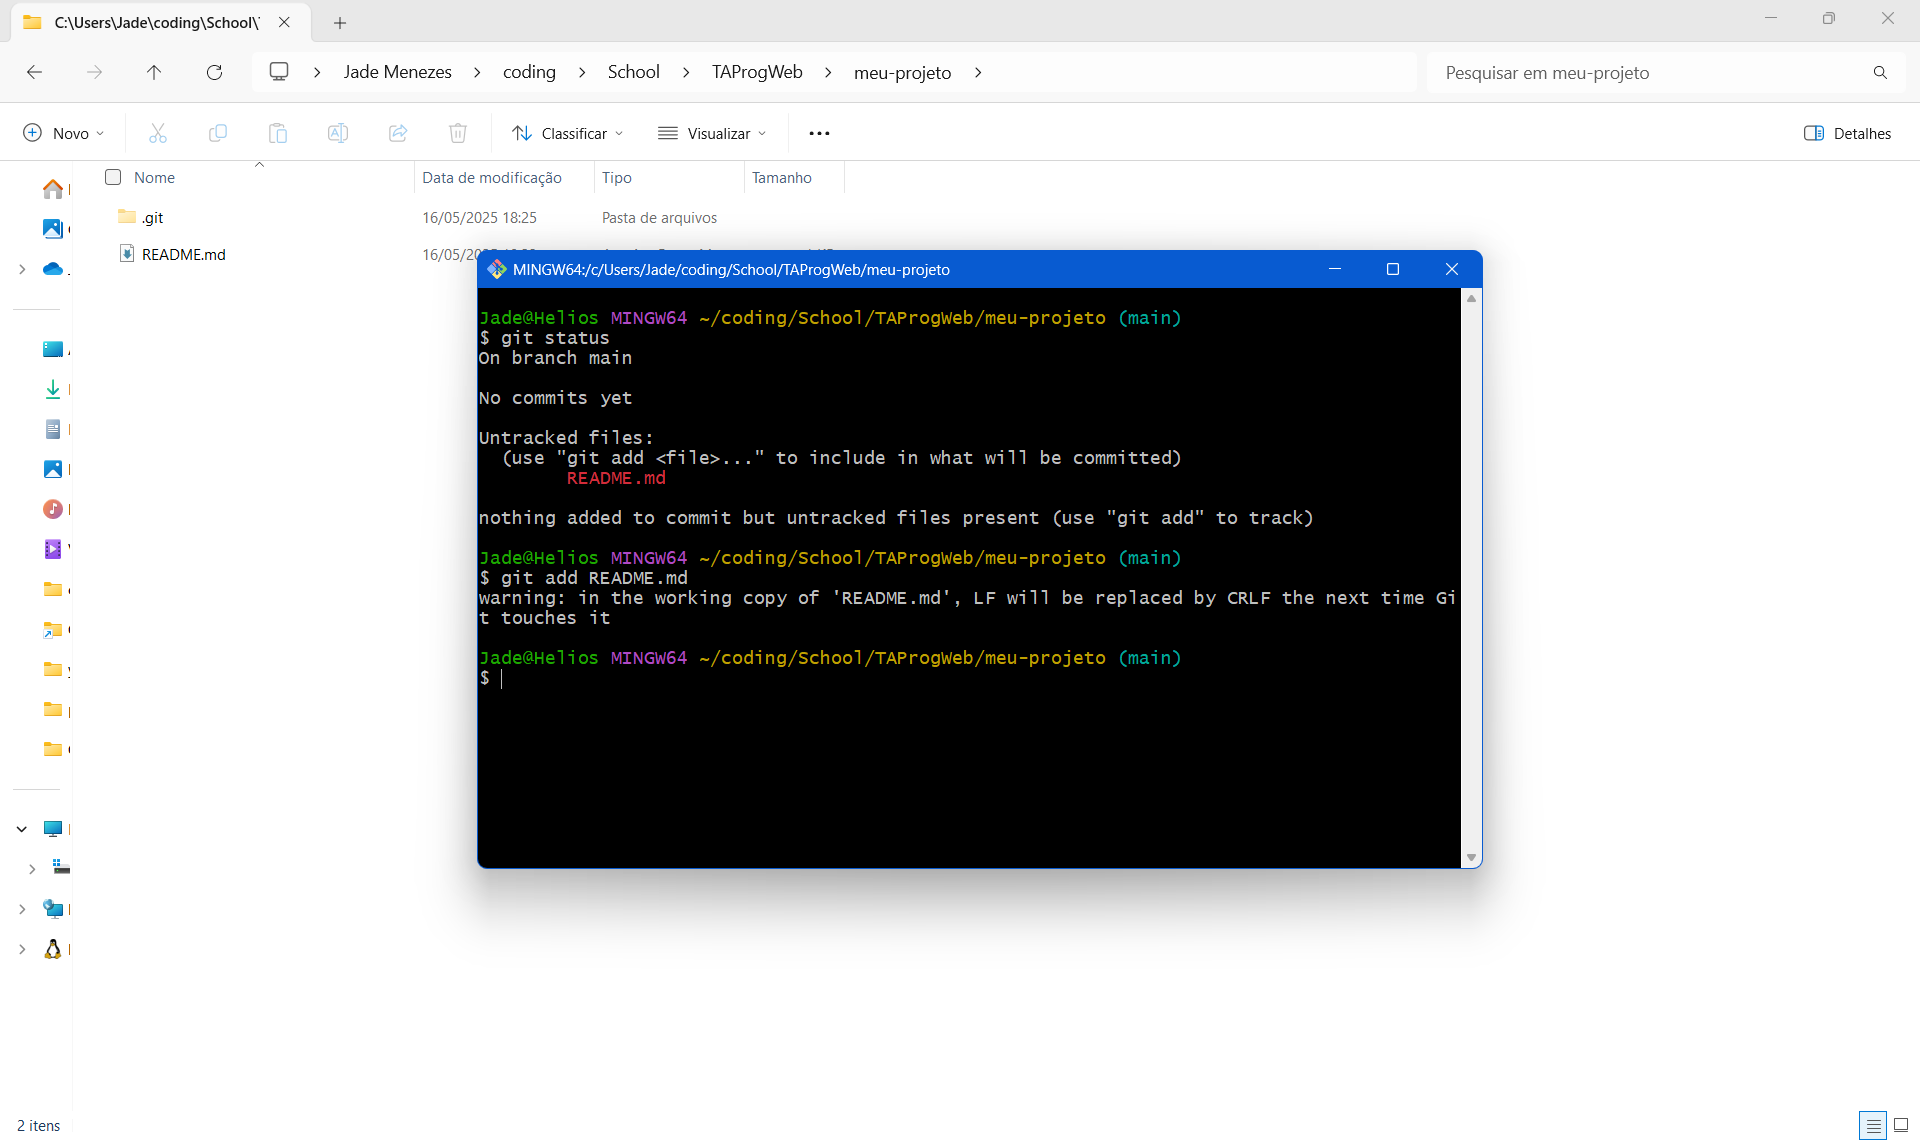 C:\Users\Jade\coding\School\
Jade Menezes
coding
School
TAProgWeb
meu-projeto
Pesquisar em meu-projeto
Novo
Classificar
Visualizar
Detalhes
Nome
Data de modificação
Tipo
Tamanho
.git
16/05/2025 18:25
Pasta de arquivos
README.md
16/05/20
MINGW64:/c/Users/Jade/coding/School/TAProgWeb/meu-projeto
Jade@Helios MINGW64 ~/coding/School/TAProgWeb/meu-projeto (main)
$ git status
On branch main
No commits yet
Untracked files:
(use "git add <file>..." to include in what will be committed)
README.md
nothing added to commit but untracked files present (use "git add" to track)
Jade@Helios MINGW64 ~/coding/School/TAProgWeb/meu-projeto (main)
$ git add README.md
warning: in the working copy of 'README.md', LF will be replaced by CRLF the next time Gi
t touches it
Jade@Helios MINGW64 ~/coding/School/TAProgWeb/meu-projeto (main)
$
2 itens